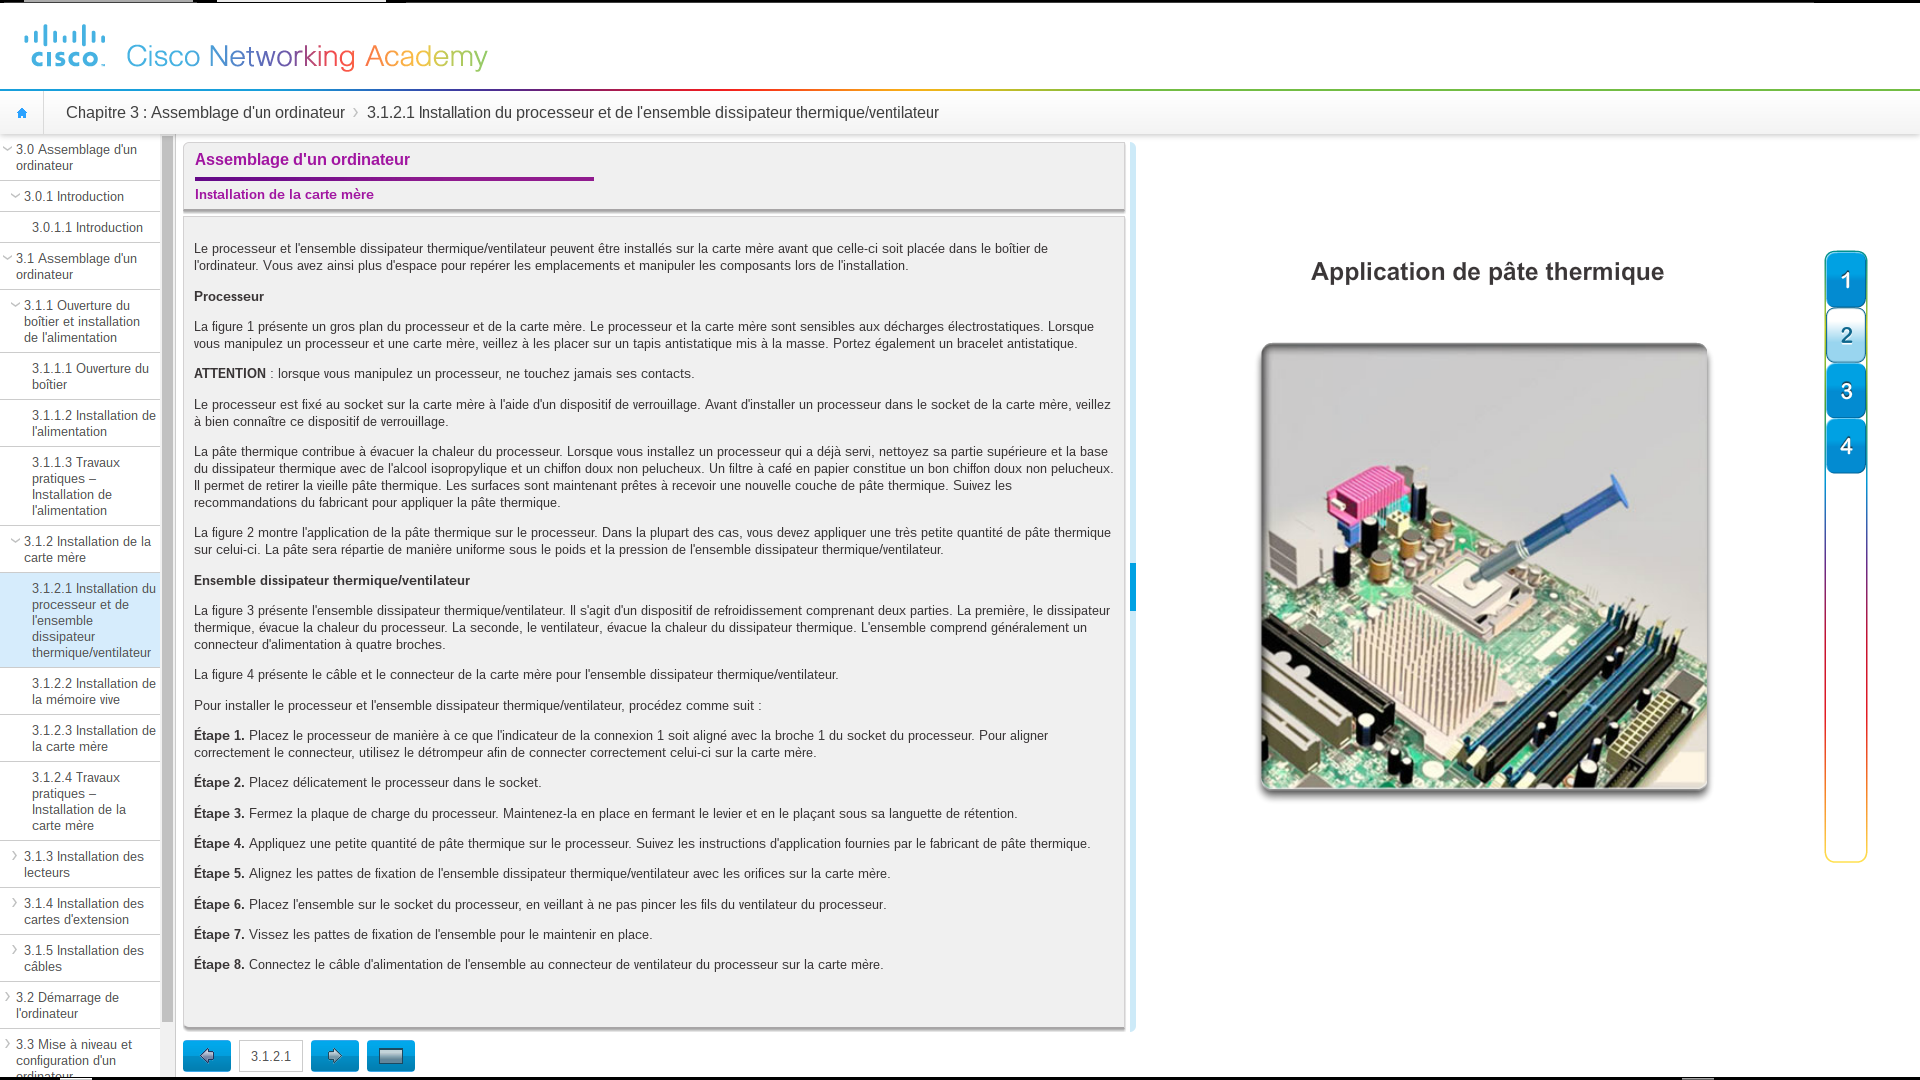 cisco
Cisco Networking Academy
Chapitre 3 : Assemblage d'un ordinateur
3.1.2.1 Installation du processeur et de l'ensemble dissipateur thermique/ventilateur
3.0 Assemblage d'un
ordinateur
3.0.1 Introduction
3.0.1.1 Introduction
3.1 Assemblage d'un
ordinateur
3.1.1 Ouverture du
boîtier et installation
de l'alimentation
3.1.1.1 Ouverture du
boîtier
3.1.1.2 Installation de
l'alimentation
3.1.1.3 Travaux
pratiques –
Installation de
l'alimentation
3.1.2 Installation de la
carte mère
3.1.2.1 Installation du
processeur et de
l'ensemble
dissipateur
thermique/ventilateur
3.1.2.2 Installation de
la mémoire vive
3.1.2.3 Installation de
la carte mère
3.1.2.4 Travaux
pratiques –
Installation de la
carte mère
3.1.3 Installation des
lecteurs
3.1.4 Installation des
cartes d'extension
3.1.5 Installation des
câbles
3.2 Démarrage de
l'ordinateur
3.3 Mise à niveau et
configuration d'un
ordinateur
Assemblage d'un ordinateur
Installation de la carte mère
Le processeur et l'ensemble dissipateur thermique/ventilateur peuvent être installés sur la carte mère avant que celle-ci soit placée dans le boîtier de
l'ordinateur. Vous avez ainsi plus d'espace pour repérer les emplacements et manipuler les composants lors de l'installation.
Processeur
La figure 1 présente un gros plan du processeur et de la carte mère. Le processeur et la carte mère sont sensibles aux décharges électrostatiques. Lorsque
vous manipulez un processeur et une carte mère, veillez à les placer sur un tapis antistatique mis à la masse. Portez également un bracelet antistatique.
ATTENTION : lorsque vous manipulez un processeur, ne touchez jamais ses contacts.
Le processeur est fixé au socket sur la carte mère à l'aide d'un dispositif de verrouillage. Avant d'installer un processeur dans le socket de la carte mère, veillez
à bien connaître ce dispositif de verrouillage.
La pâte thermique contribue à évacuer la chaleur du processeur. Lorsque vous installez un processeur qui a déjà servi, nettoyez sa partie supérieure et la base
du dissipateur thermique avec de l'alcool isopropylique et un chiffon doux non pelucheux. Un filtre à café en papier constitue un bon chiffon doux non pelucheux.
Il permet de retirer la vieille pâte thermique. Les surfaces sont maintenant prêtes à recevoir une nouvelle couche de pâte thermique. Suivez les
recommandations du fabricant pour appliquer la pâte thermique.
La figure 2 montre l'application de la pâte thermique sur le processeur. Dans la plupart des cas, vous devez appliquer une très petite quantité de pâte thermique
sur celui-ci. La pâte sera répartie de manière uniforme sous le poids et la pression de l'ensemble dissipateur thermique/ventilateur.
Ensemble dissipateur thermique/ventilateur
La figure 3 présente l'ensemble dissipateur thermique/ventilateur. Il s'agit d'un dispositif de refroidissement comprenant deux parties. La première, le dissipateur
thermique, évacue la chaleur du processeur. La seconde, le ventilateur, évacue la chaleur du dissipateur thermique. L'ensemble comprend généralement un
connecteur d'alimentation à quatre broches.
La figure 4 présente le câble et le connecteur de la carte mère pour l'ensemble dissipateur thermique/ventilateur.
Pour installer le processeur et l'ensemble dissipateur thermique/ventilateur, procédez comme suit :
Étape 1. Placez le processeur de manière à ce que l'indicateur de la connexion 1 soit aligné avec la broche 1 du socket du processeur. Pour aligner
correctement le connecteur, utilisez le détrompeur afin de connecter correctement celui-ci sur la carte mère.
Étape 2. Placez délicatement le processeur dans le socket.
Étape 3. Fermez la plaque de charge du processeur. Maintenez-la en place en fermant le levier et en le plaçant sous sa languette de rétention.
Étape 4. Appliquez une petite quantité de pâte thermique sur le processeur. Suivez les instructions d'application fournies par le fabricant de pâte thermique.
Étape 5. Alignez les pattes de fixation de l'ensemble dissipateur thermique/ventilateur avec les orifices sur la carte mère.
Étape 6. Placez l'ensemble sur le socket du processeur, en veillant à ne pas pincer les fils du ventilateur du processeur.
Étape 7. Vissez les pattes de fixation de l'ensemble pour le maintenir en place.
Étape 8. Connectez le câble d'alimentation de l'ensemble au connecteur de ventilateur du processeur sur la carte mère.
3.1.2.1
Application de pâte thermique
1
2
3
4